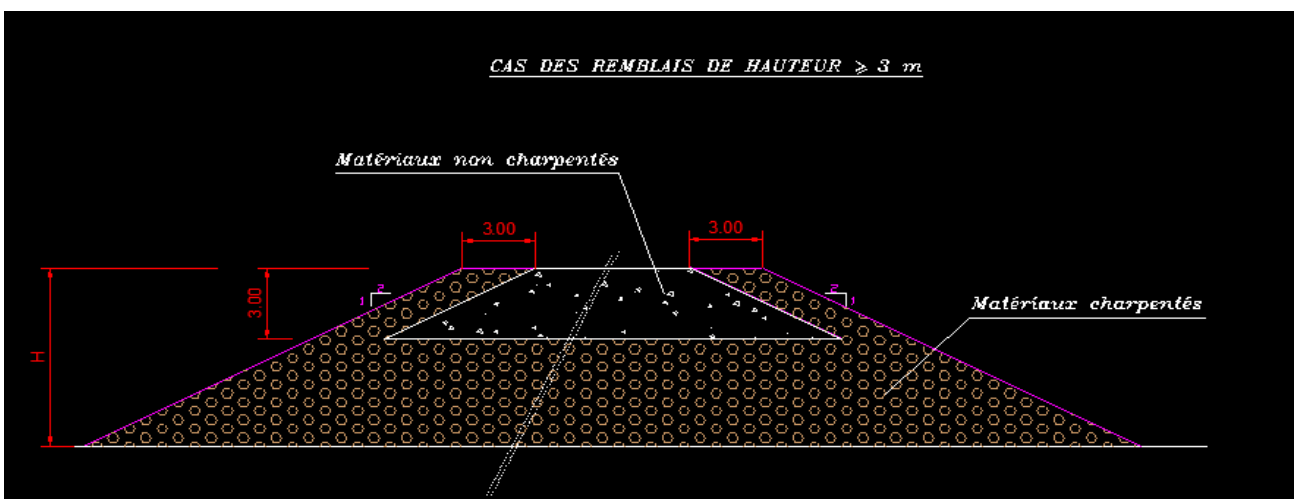 CAS DES REMBLAIS DE HAUTEUR ⩾ 3 m
Matériaux non charpentés
3.00
3.00
3.00
2
1
2
1
Matériaux charpentés
H